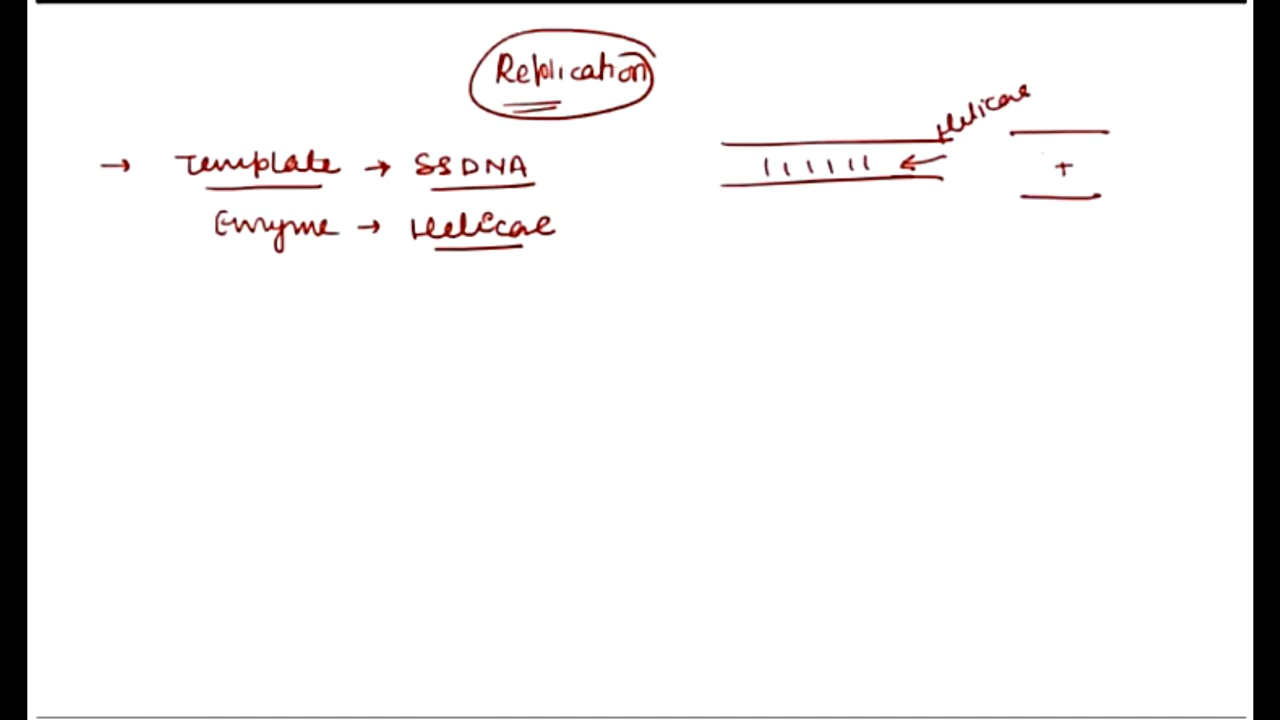 Replication
→ Template → SSDNA
Helicase
+
Enzyme → Helicase